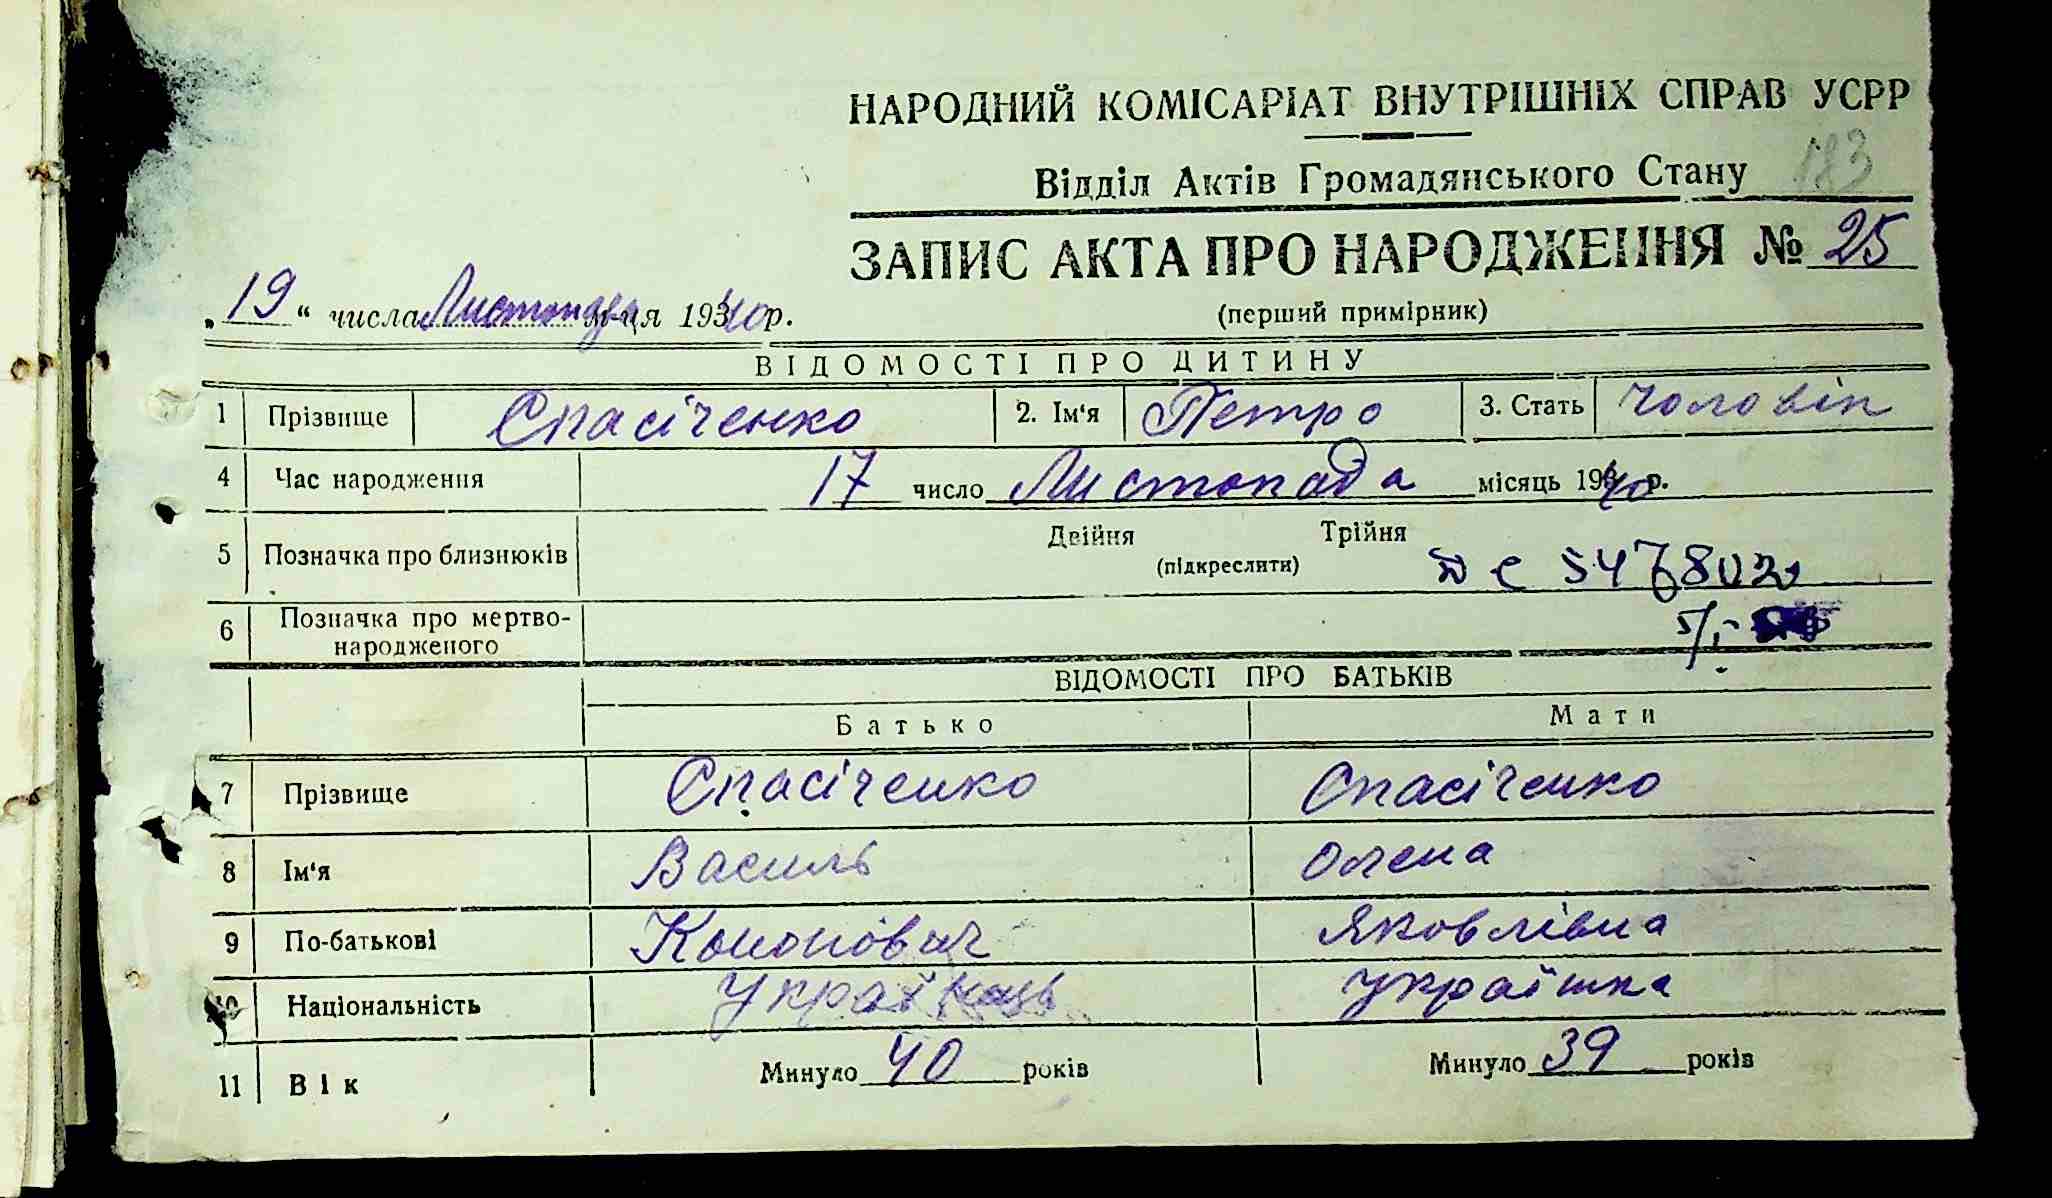 НАРОДНИЙ КОМІСАРІАТ ВНУТРІШНІХ СПРАВ УСРР
Відділ Актів Громадянського Стану 183
ЗАПИС АКТА ПРО НАРОДЖЕННЯ № 25
(перший примірник)
„ 19 “ числа Листопада м-ця 1940 р.
ВІДОМОСТІ ПРО ДИТИНУ
1 Прізвище Спасіченко 2. Ім‘я Петро 3. Стать чоловік
4 Час народження 17 число Листопада місяць 1940 р.
5 Позначка про близнюків Двійня Трійня
(підкреслити)
6 Позначка про мертво-
народженого
ВІДОМОСТІ ПРО БАТЬКІВ
Батько Мати
7 Прізвище Спасіченко Спасіченко
8 Ім‘я Василь Олена
9 По-батькові Кононович Яковлівна
10 Національність Українець Українка
11 Вік Минуло 40 років Минуло 39 років